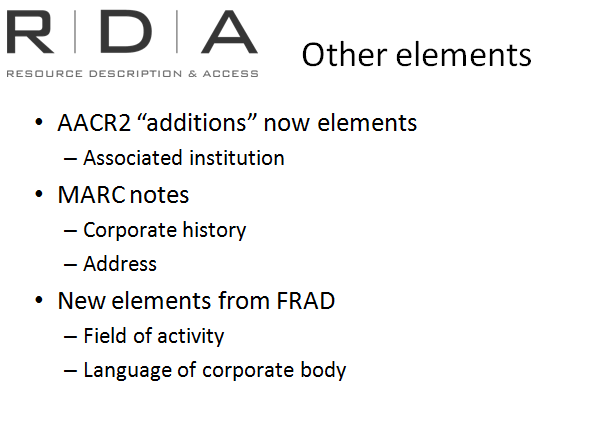 R | D | A
RESOURCE DESCRIPTION & ACCESS
Other elements
• AACR2 “additions” now elements
– Associated institution
• MARC notes
– Corporate history
– Address
• New elements from FRAD
– Field of activity
– Language of corporate body